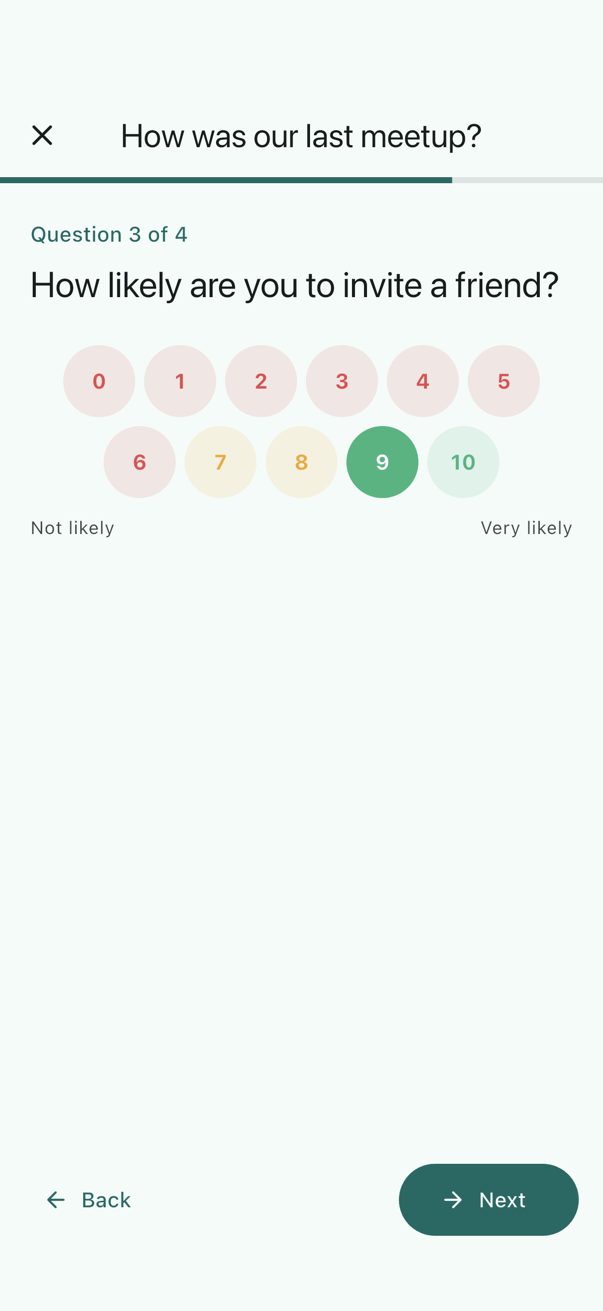 How was our last meetup?
Question 3 of 4
How likely are you to invite a friend?
0 1 2 3 4 5
6 7 8 9 10
Not likely Very likely
Back Next